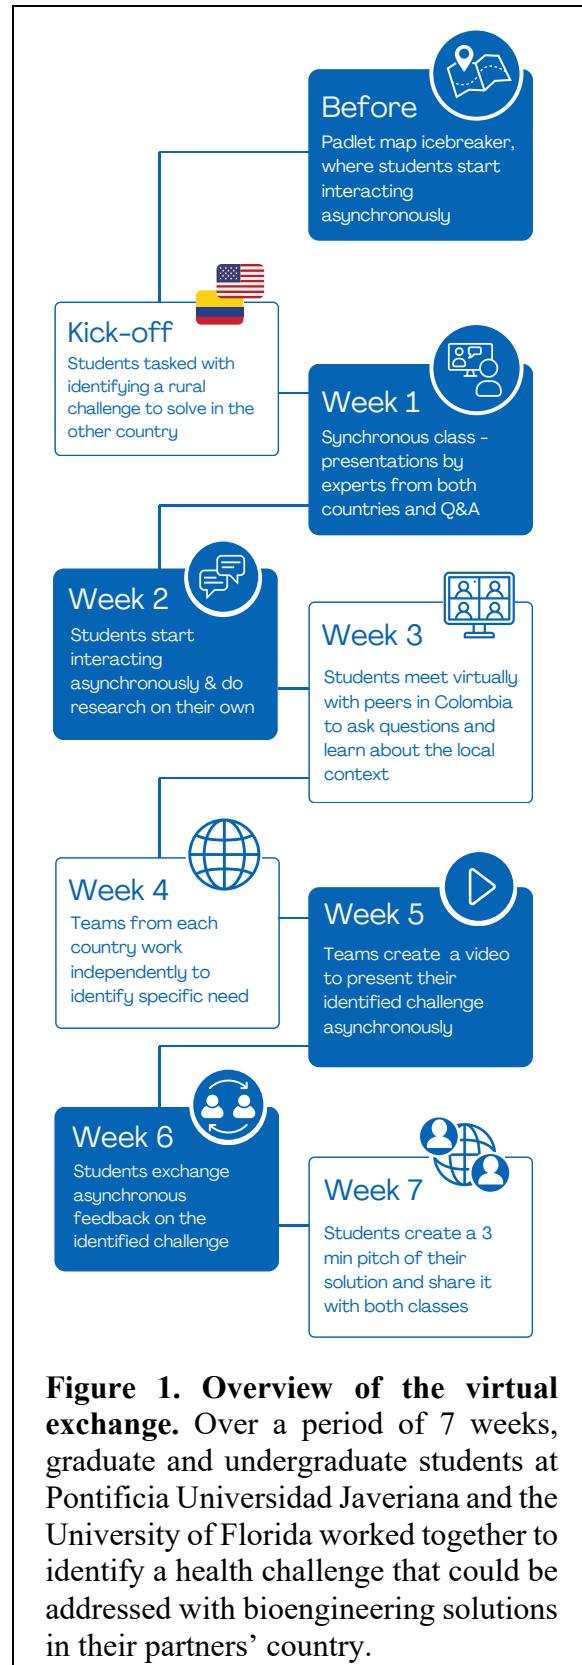 Before
Padlet map icebreaker,
where students start
interacting
asynchronously
Kick-off
Students tasked with
identifying a rural
challenge to solve in the
other country
Week 1
Synchronous class -
presentations by
experts from both
countries and Q&A
Week 2
Students start
interacting
asynchronously & do
research on their own
Week 3
Students meet virtually
with peers in Colombia
to ask questions and
learn about the local
context
Week 4
Teams from each
country work
independently to
identify specific need
Week 5
Teams create a video
to present their
identified challenge
asynchronously
Week 6
Students exchange
asynchronous
feedback on the
identified challenge
Week 7
Students create a 3
min pitch of their
solution and share it
with both classes
Figure 1. Overview of the virtual
exchange. Over a period of 7 weeks,
graduate and undergraduate students at
Pontificia Universidad Javeriana and the
University of Florida worked together to
identify a health challenge that could be
addressed with bioengineering solutions
in their partners’ country.